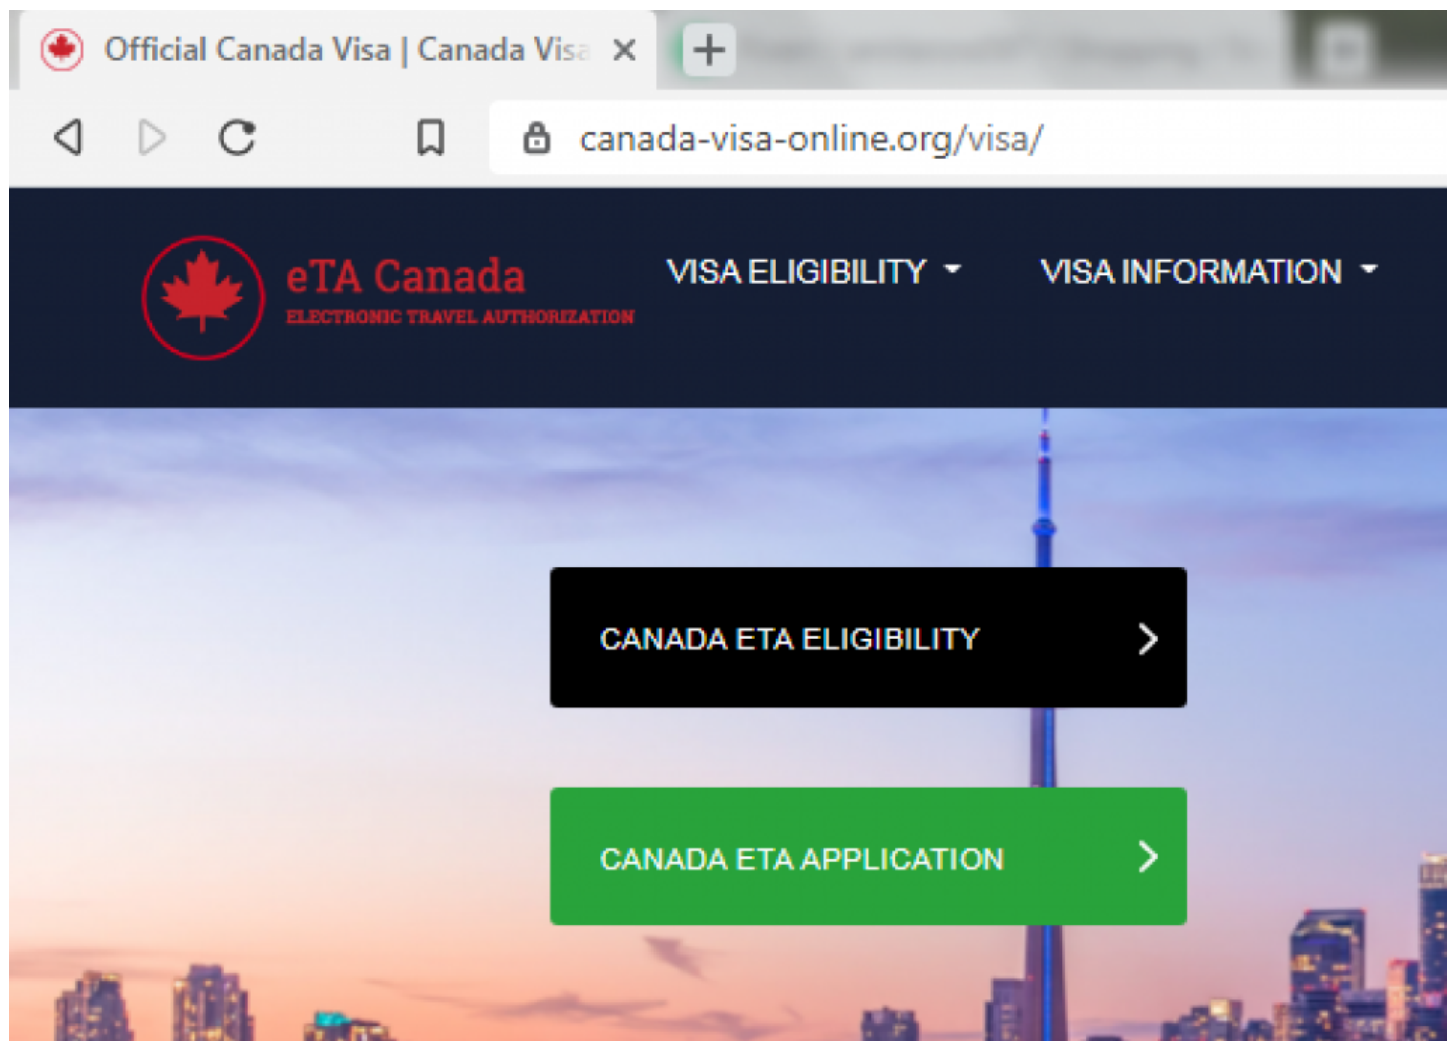 Official Canada Visa | Canada Visa
canada-visa-online.org/visa/
eTA Canada
ELECTRONIC TRAVEL AUTHORIZATION
VISA ELIGIBILITY
VISA INFORMATION
CANADA ETA ELIGIBILITY
CANADA ETA APPLICATION